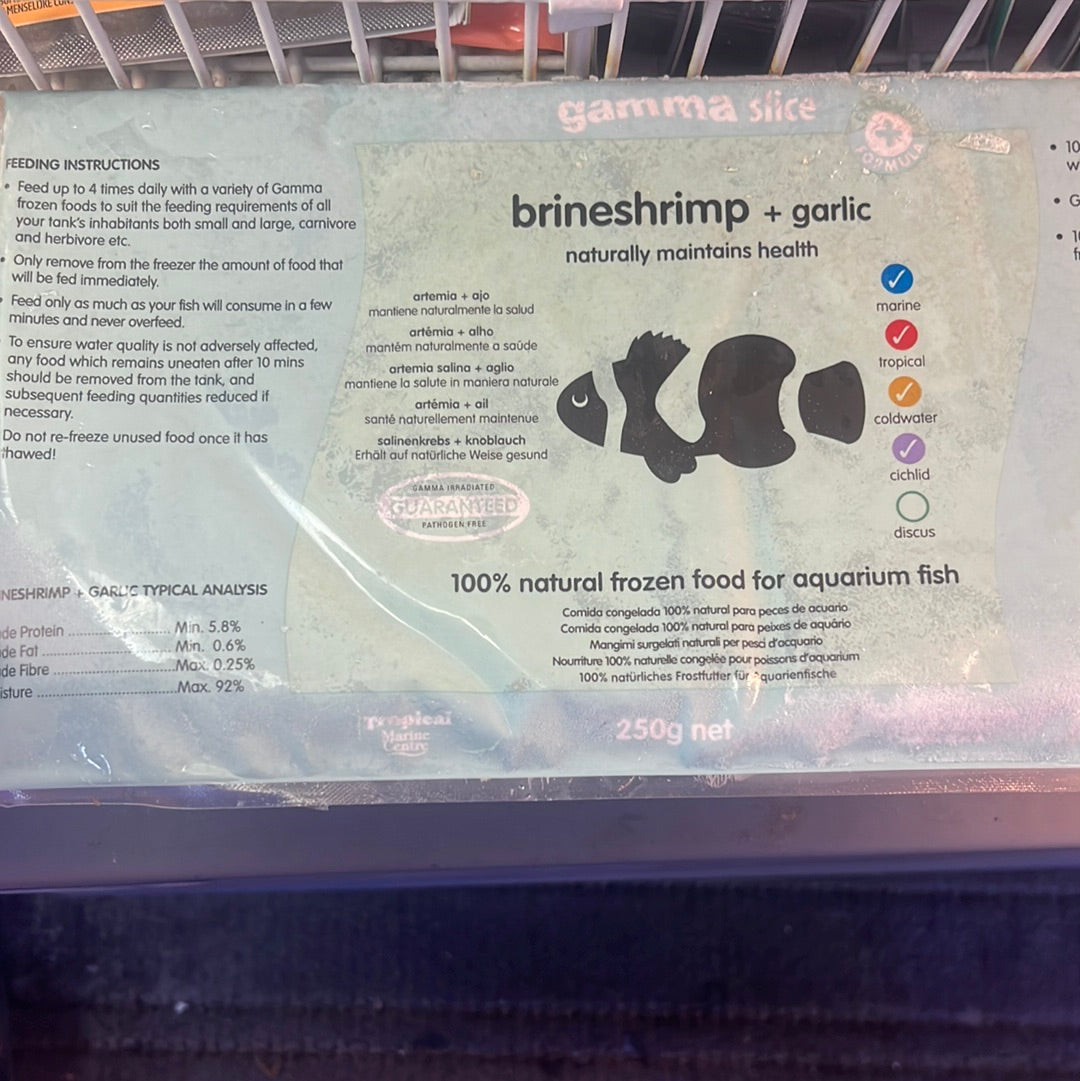 MENSELIJKE
gamma slice
FORMULA
FEEDING INSTRUCTIONS
• Feed up to 4 times daily with a variety of Gamma
frozen foods to suit the feeding requirements of all
your tank's inhabitants both small and large, carnivore
and herbivore etc.
• Only remove from the freezer the amount of food that
will be fed immediately.
• Feed only as much as your fish will consume in a few
minutes and never overfeed.
To ensure water quality is not adversely affected,
any food which remains uneaten after 10 mins
should be removed from the tank, and
subsequent feeding quantities reduced if
necessary.
Do not re-freeze unused food once it has
thawed!
NESHRIMP + GARLIC TYPICAL ANALYSIS
de Protein ........................ Min. 5.8%
de Fat ........................ Min. 0.6%
de Fibre ........................ Max. 0.25%
isture ........................ Max. 92%
brineshrimp + garlic
naturally maintains health
artemia + ajo
mantiene naturalmente la salud
artémia + alho
mantém naturalmente a saúde
artemia salina + aglio
mantiene la salute in maniera naturale
artémia + ail
santé naturellement maintenue
salinenkrebs + knoblauch
Erhält auf natürliche Weise gesund
GAMMA IRRADIATED
GUARANTEED
PATHOGEN FREE
marine
tropical
coldwater
cichlid
discus
100% natural frozen food for aquarium fish
Comida congelada 100% natural para peces de acuario
Comida congelada 100% natural para peixes de aquário
Mangimi surgelati naturali per pesci d'acquario
Nourriture 100% naturelle congelée pour poissons d'aquarium
100% natürliches Frostfutter für quarienfische
Tropical
Marine
Centre
250g net
• 10
w
• G
• 10
f